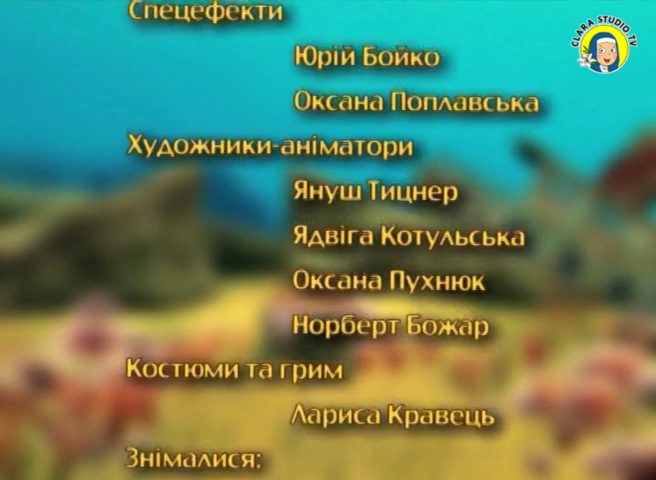 Спецефекти
CLARA STUDIO TV
Юрій Бойко
Оксана Поплавська
Художники-аніматори
Януш Тицнер
Ядвіга Котульська
Оксана Пухнюк
Норберт Божар
Костюми та грим
Лариса Кравець
Знімалися: